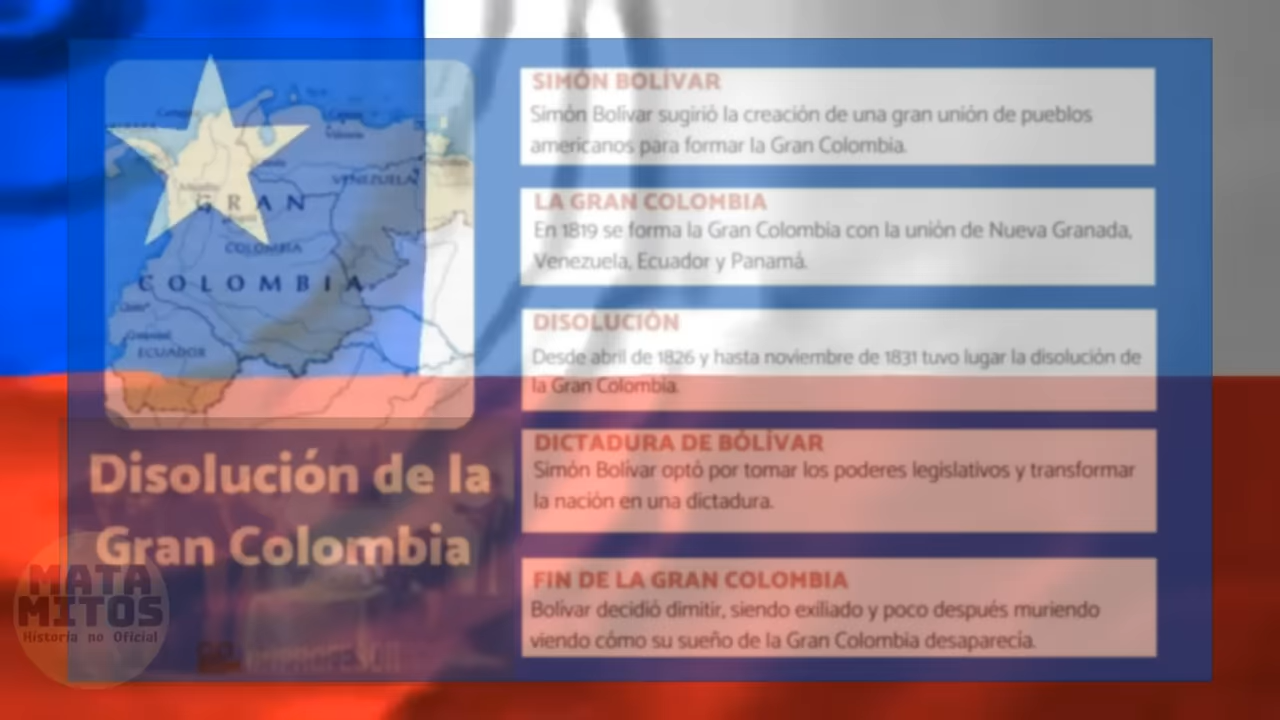 SIMÓN BOLÍVAR
Simón Bolívar sugirió la creación de una gran unión de pueblos
americanos para formar la Gran Colombia.
LA GRAN COLOMBIA
En 1819 se forma la Gran Colombia con la unión de Nueva Granada,
Venezuela, Ecuador y Panamá.
DISOLUCIÓN
Desde abril de 1826 y hasta noviembre de 1831 tuvo lugar la disolución de
la Gran Colombia.
DICTADURA DE BOLÍVAR
Simón Bolívar optó por tomar los poderes legislativos y transformar
la nación en una dictadura.
FIN DE LA GRAN COLOMBIA
Bolívar decidió dimitir, siendo exiliado y poco después muriendo
viendo cómo su sueño de la Gran Colombia desaparecía.
VENEZUELA
GRAN
COLOMBIA
COLOMBIA
ECUADOR
Disolución de la
Gran Colombia
MATA
MITOS
Historia no Oficial